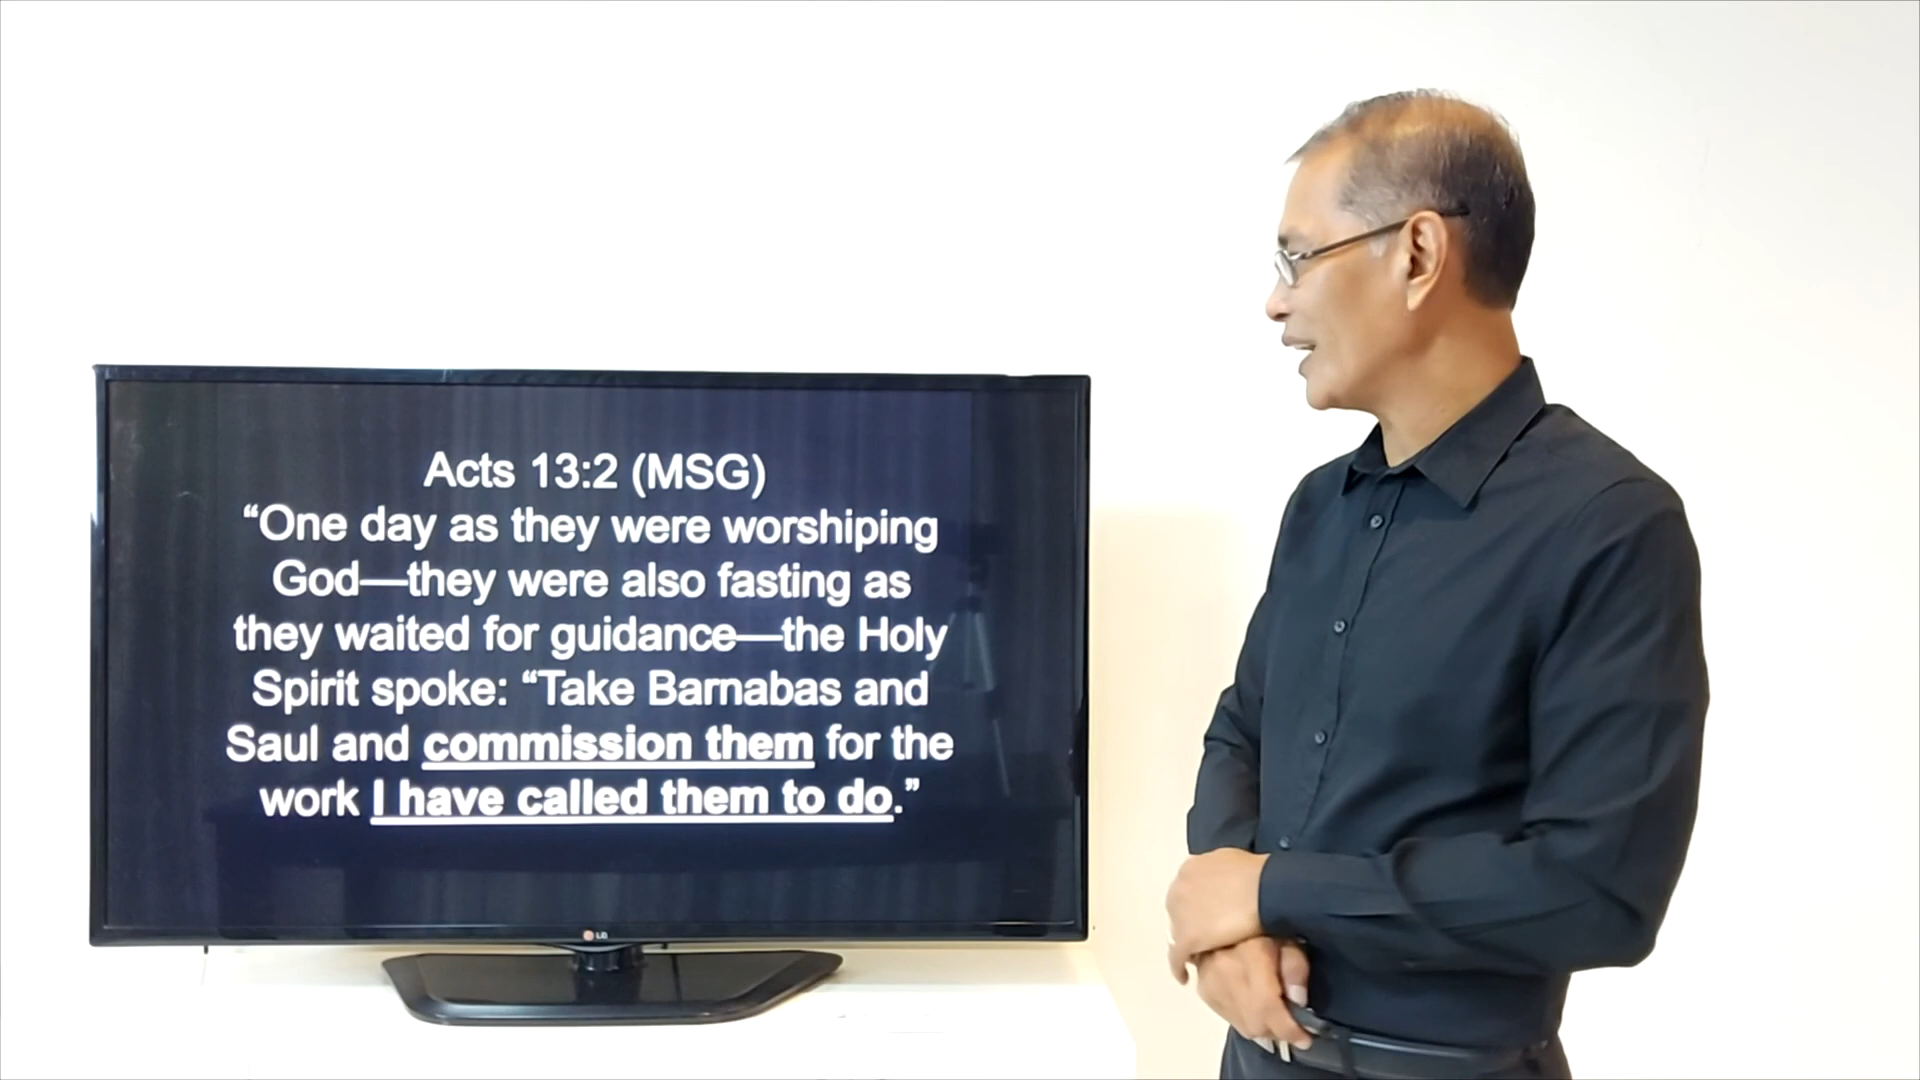 Acts 13:2 (MSG)
“One day as they were worshiping
God—they were also fasting as
they waited for guidance—the Holy
Spirit spoke: “Take Barnabas and
Saul and commission them for the
work I have called them to do.”
LG